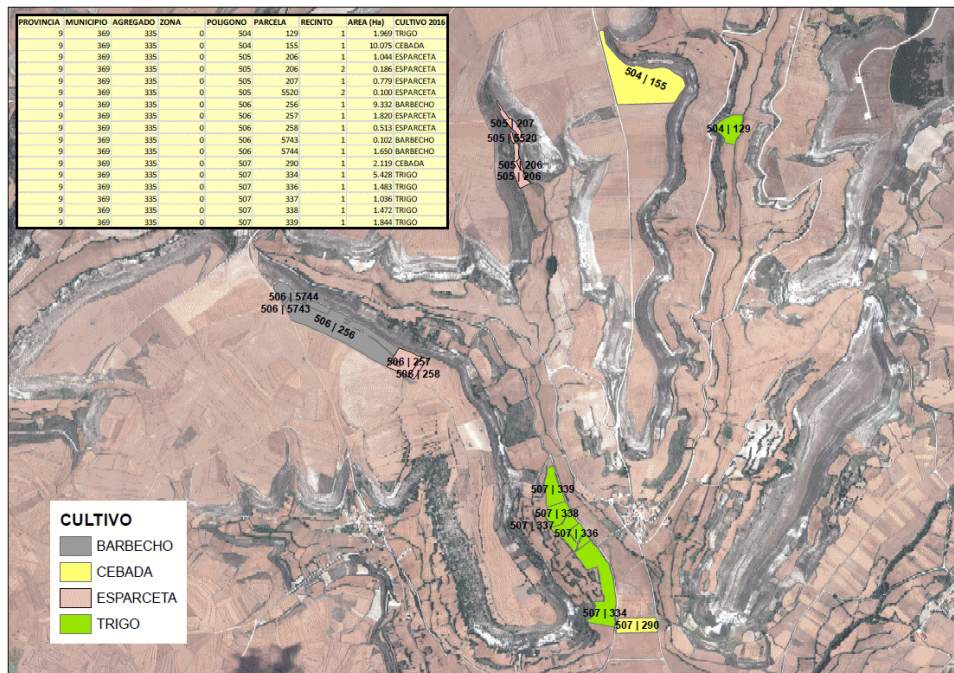 PROVINCIA MUNICIPIO AGREGADO ZONA POLIGONO PARCELA RECINTO AREA (Ha) CULTIVO 2016
9 369 335 0 504 129 1 1.969 TRIGO
9 369 335 0 504 155 1 10.075 CEBADA
9 369 335 0 505 206 1 1.044 ESPARCETA
9 369 335 0 505 206 2 0.186 ESPARCETA
9 369 335 0 505 207 1 0.779 ESPARCETA
9 369 335 0 505 5520 2 0.100 ESPARCETA
9 369 335 0 506 256 1 9.332 BARBECHO
9 369 335 0 506 257 1 1.820 ESPARCETA
9 369 335 0 506 258 1 0.513 ESPARCETA
9 369 335 0 506 5743 1 0.102 BARBECHO
9 369 335 0 506 5744 1 1.650 BARBECHO
9 369 335 0 507 290 1 2.119 CEBADA
9 369 335 0 507 334 1 5.428 TRIGO
9 369 335 0 507 336 1 1.483 TRIGO
9 369 335 0 507 337 1 1.036 TRIGO
9 369 335 0 507 338 1 1.472 TRIGO
9 369 335 0 507 339 1 1.844 TRIGO
504 | 155
505 | 207
504 | 129
505 | 5520
505 | 206
505 | 206
506 | 5744
506 | 5743
506 | 256
506 | 257
506 | 258
507 | 339
507 | 338
507 | 337
507 | 336
507 | 334
507 | 290
CULTIVO
BARBECHO
CEBADA
ESPARCETA
TRIGO